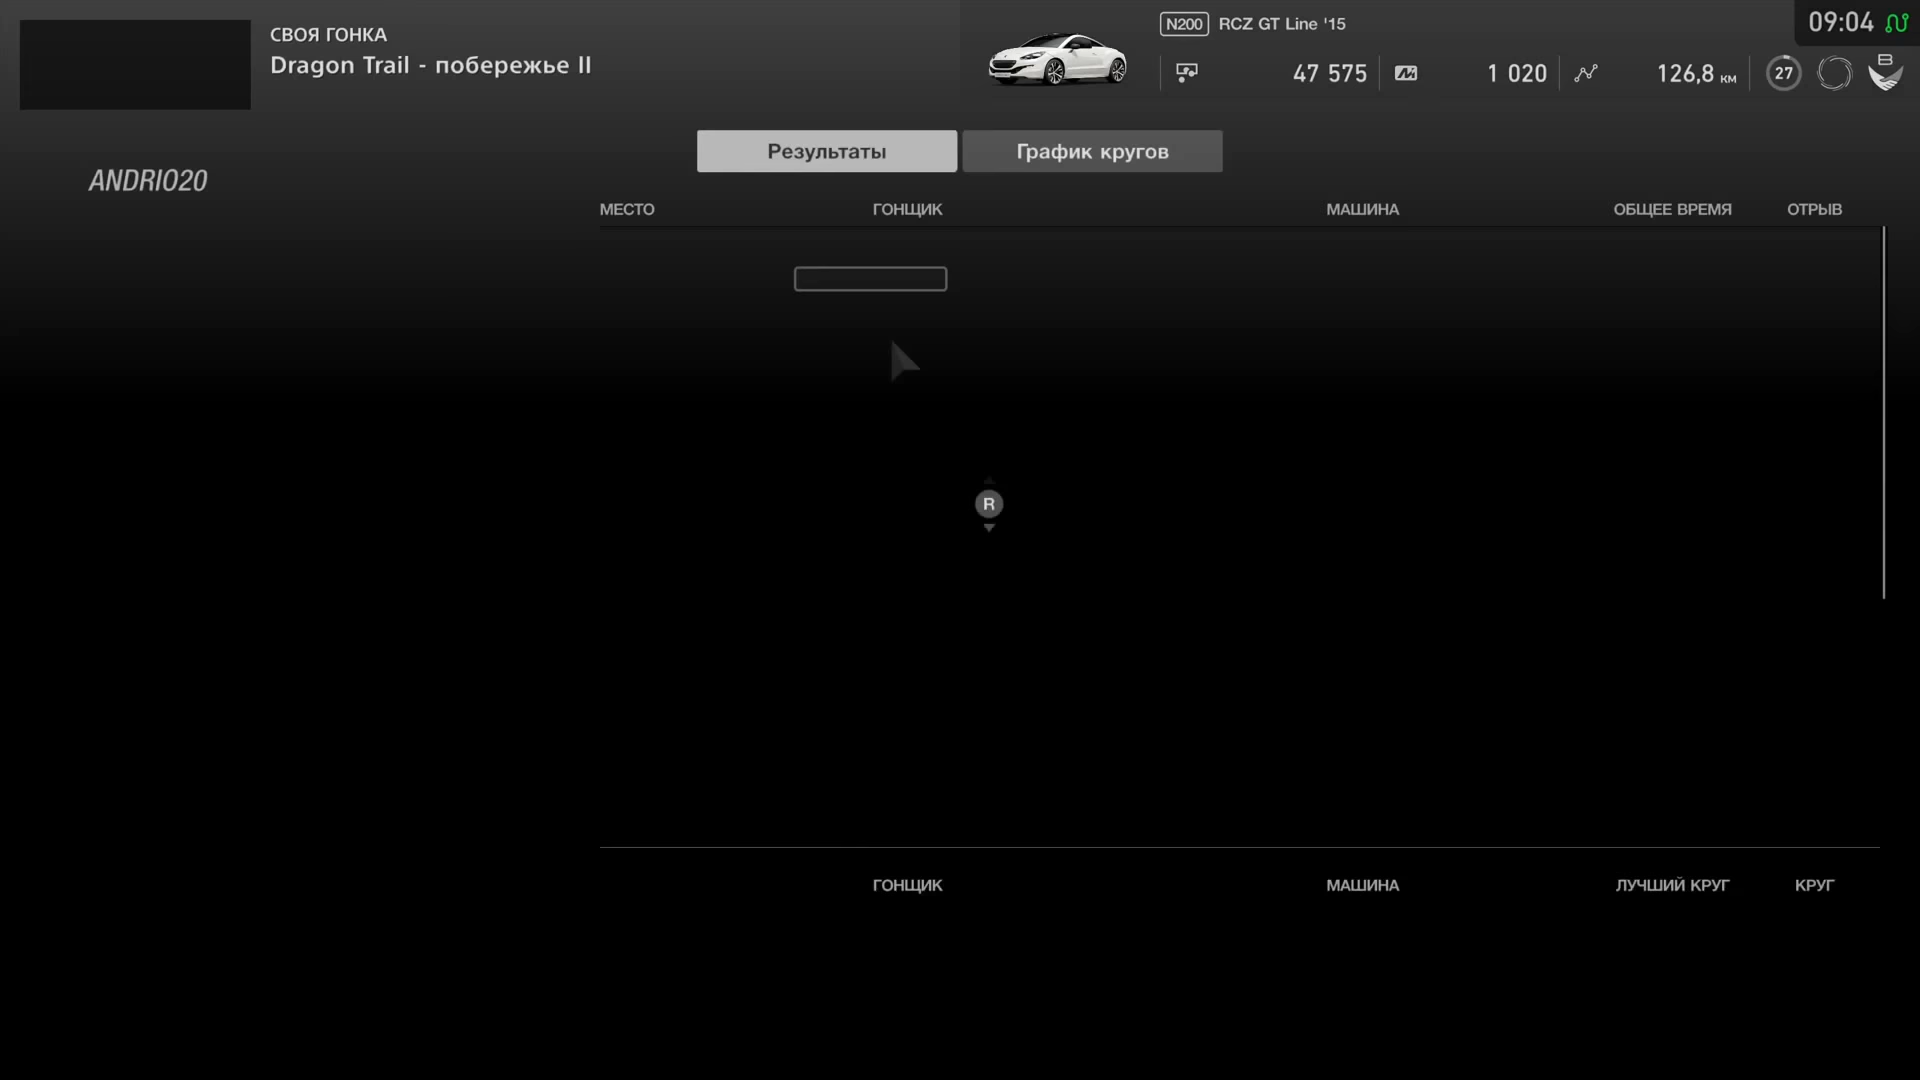 СВОЯ ГОНКА
Dragon Trail - побережье II
N200 RCZ GT Line '15
09:04
47 575
1 020
126,8 км
27
B
Результаты
График кругов
ANDRIO20
МЕСТО ГОНЩИК МАШИНА ОБЩЕЕ ВРЕМЯ ОТРЫВ
R
ГОНЩИК МАШИНА ЛУЧШИЙ КРУГ КРУГ